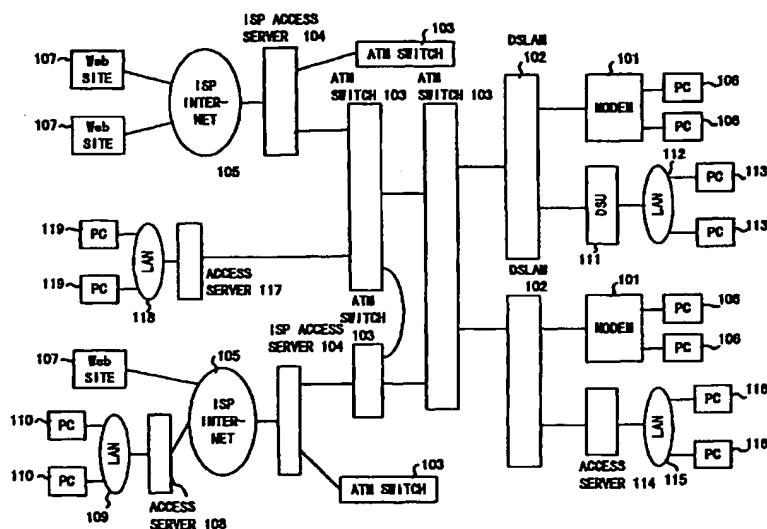 ISP ACCESS
SERVER 104
103
ATM SWITCH
DSLAM
102
107
Web
SITE
ATM
SWITCH 103
ATM
SWITCH 103
101
MODEM
PC
106
PC
106
107
Web
SITE
ISP
INTER-
NET
105
112
PC
113
DSU
LAN
111
PC
113
119
PC
LAN
119
PC
118
ACCESS
SERVER 117
DSLAM
102
ATM
SWITCH
103
101
MODEM
PC
106
PC
106
ISP ACCESS
SERVER 104
107
Web
SITE
105
ISP
INTER-
NET
110
PC
LAN
110
PC
109
ACCESS
SERVER 108
103
ATM SWITCH
PC
116
LAN
PC
116
ACCESS
SERVER 114
115